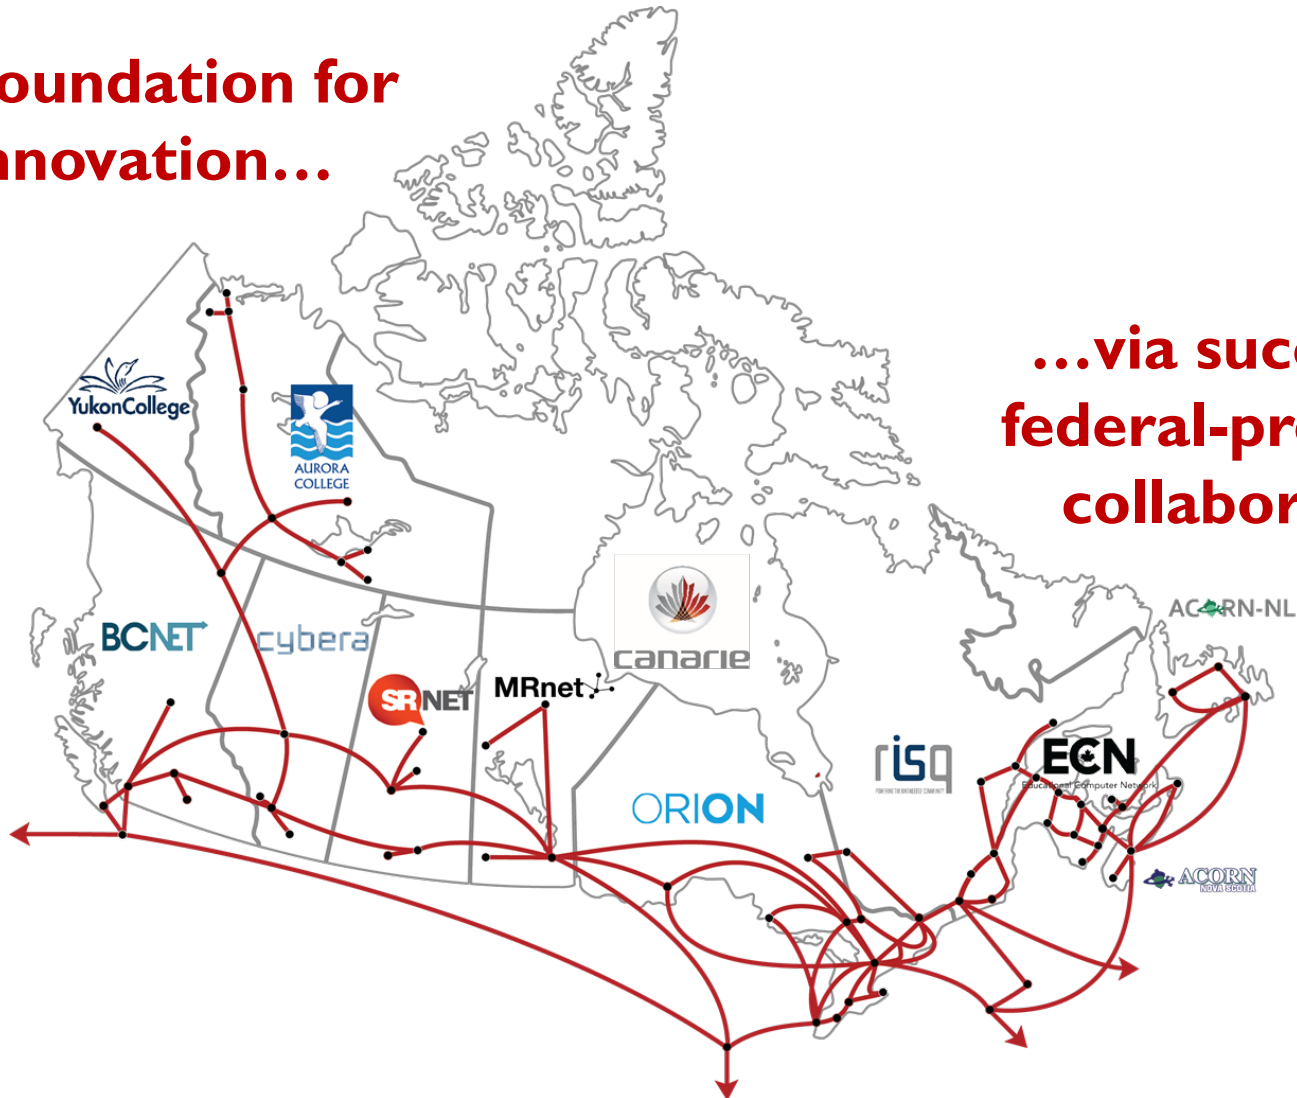 oundation for
nnovation…
…via succ
federal-pro
collabor
YukonCollege
AURORA
COLLEGE
BCNET
cybera
SRNET
MRnet
canarie
ORION
risq
ECN
Educational Computer Network
ACORN-NL
ACORN
NOVA SCOTIA